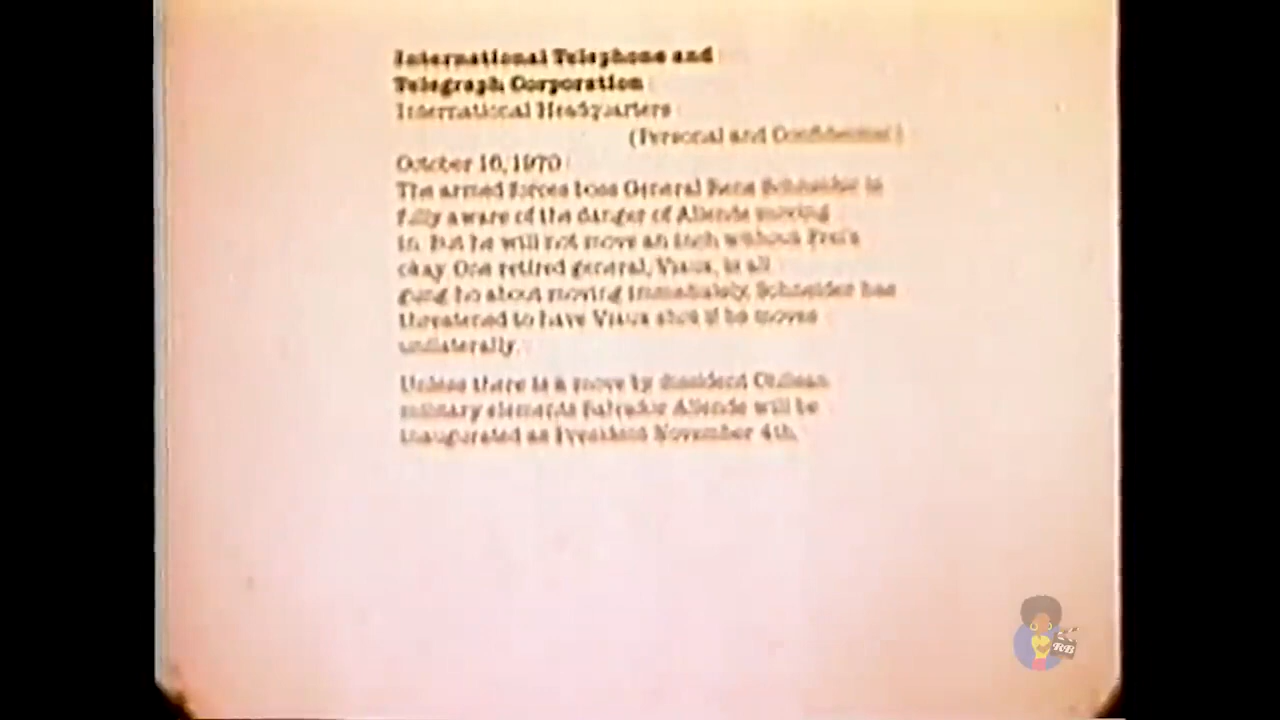 International Telephone and
Telegraph Corporation
International Headquarters
(Personal and Confidential)
October 16, 1970
The armed forces boss General Rene Schneider is
fully aware of the danger of Allende moving
in. But he will not move an inch without Frei's
okay. One retired general, Viaux, is all
gung ho about moving immediately. Schneider has
threatened to have Viaux shot if he moves
unilaterally.
Unless there is a move by dissident Chilean
military elements Salvador Allende will be
inaugurated as President November 4th.
RB